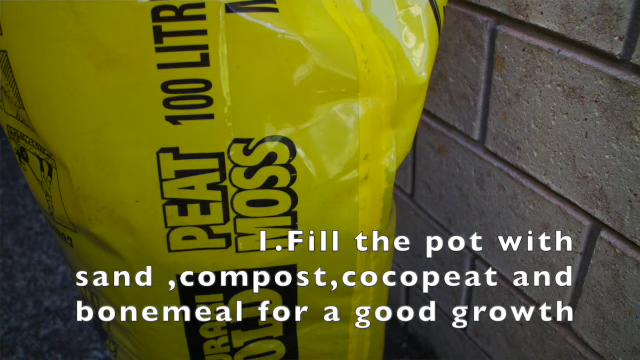 100 LITR
PEAT
MOSS
1.Fill the pot with
sand ,compost,cocopeat and
bonemeal for a good growth